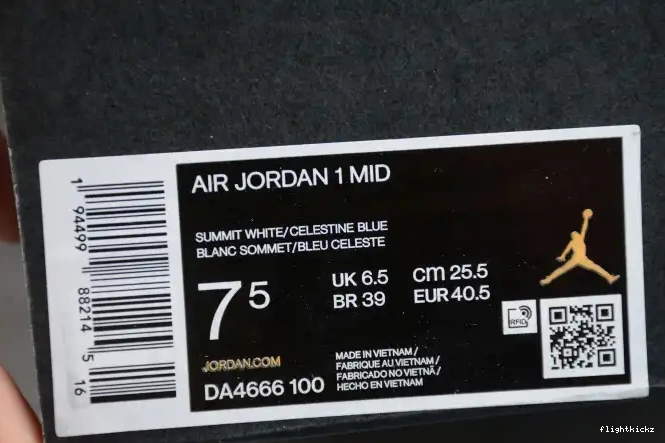 AIR JORDAN 1 MID
SUMMIT WHITE/CELESTINE BLUE
BLANC SOMMET/BLEU CELESTE
7 5
UK 6.5
BR 39
cm 25.5
EUR 40.5
RFID
JORDAN.COM
DA4666 100
MADE IN VIETNAM /
FABRIQUE AU VIETNAM /
FABRICADO NO VIETNÃ /
HECHO EN VIETNAM
1 94499 88214 5 16
flightkickz